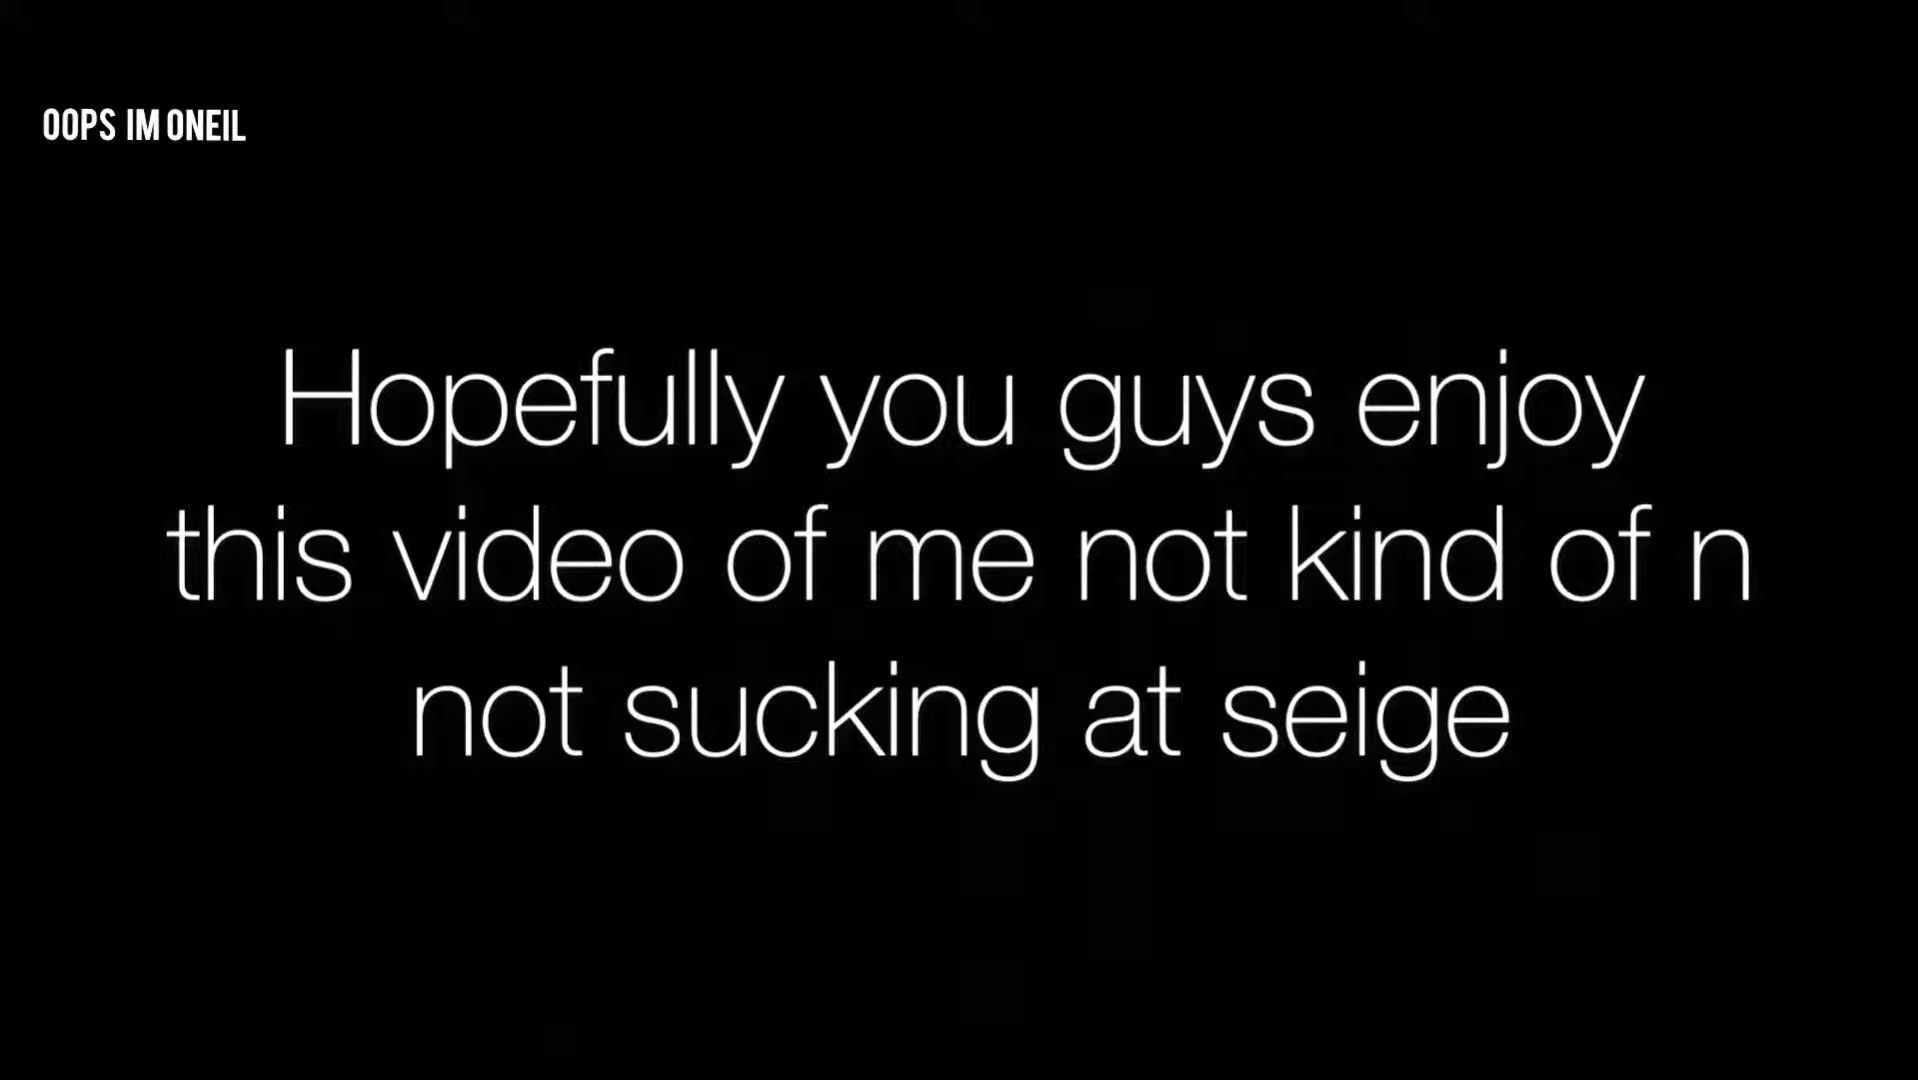 OOPS IM ONEIL
Hopefully you guys enjoy
this video of me not kind of n
not sucking at seige